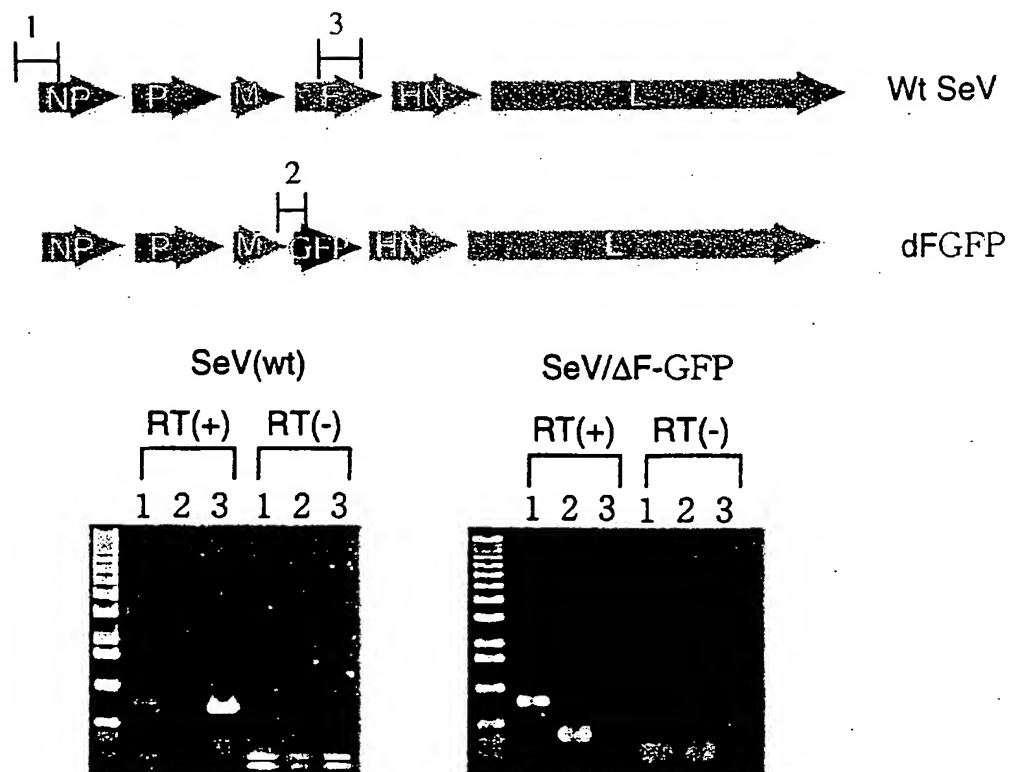 1 3
NP P M F HN L Wt SeV
2
NP P M GFP HN L dFGFP
SeV(wt) SeV/ΔF-GFP
RT(+) RT(-) RT(+) RT(-)
1 2 3 1 2 3 1 2 3 1 2 3